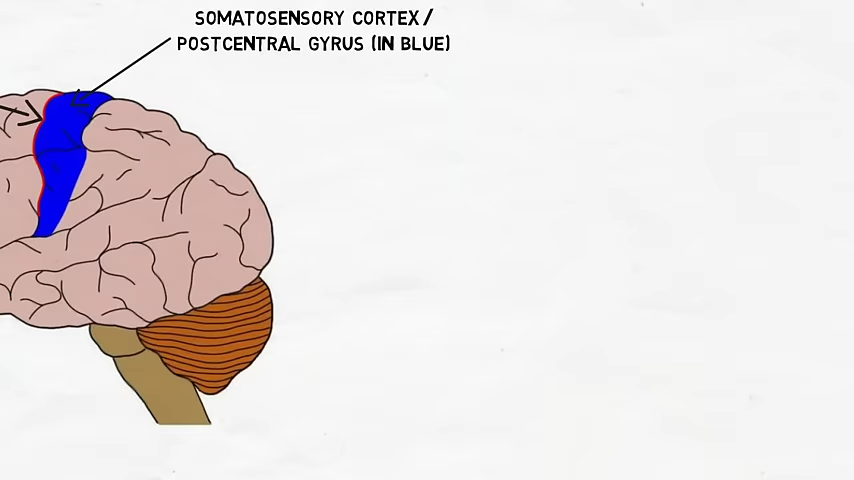 SOMATOSENSORY CORTEX/
POSTCENTRAL GYRUS (IN BLUE)